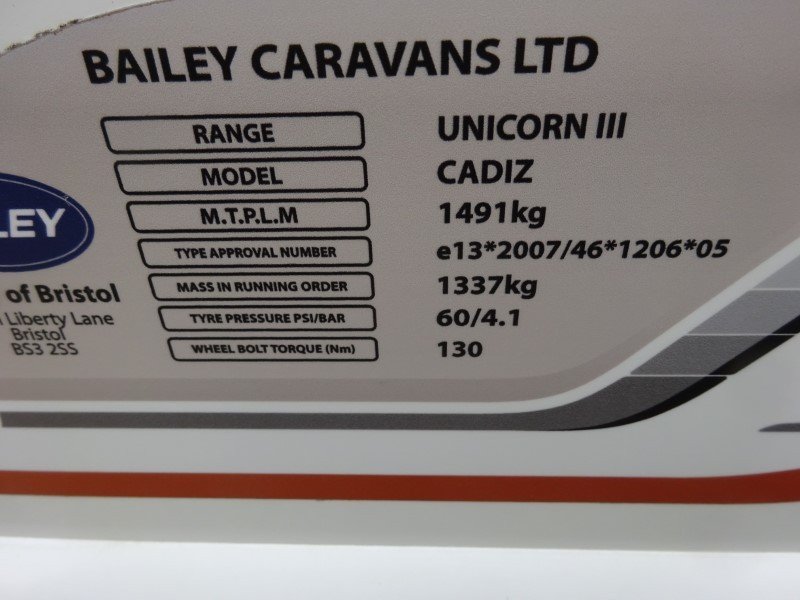 BAILEY CARAVANS LTD
RANGE UNICORN III
MODEL CADIZ
M.T.P.L.M 1491kg
TYPE APPROVAL NUMBER e13*2007/46*1206*05
MASS IN RUNNING ORDER 1337kg
TYRE PRESSURE PSI/BAR 60/4.1
WHEEL BOLT TORQUE (Nm) 130
LEY
of Bristol
Liberty Lane
Bristol
BS3 2SS